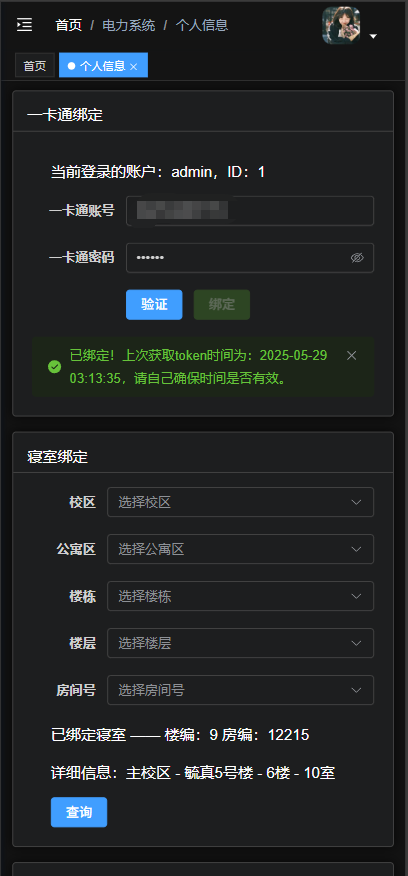 首页 / 电力系统 / 个人信息
首页 个人信息 ×
一卡通绑定
当前登录的账户：admin，ID：1
一卡通账号
一卡通密码 ••••••
验证 绑定
已绑定！上次获取token时间为：2025-05-29
03:13:35，请自己确保时间是否有效。
寝室绑定
校区 选择校区
公寓区 选择公寓区
楼栋 选择楼栋
楼层 选择楼层
房间号 选择房间号
已绑定寝室 —— 楼编：9 房编：12215
详细信息：主校区 - 毓真5号楼 - 6楼 - 10室
查询